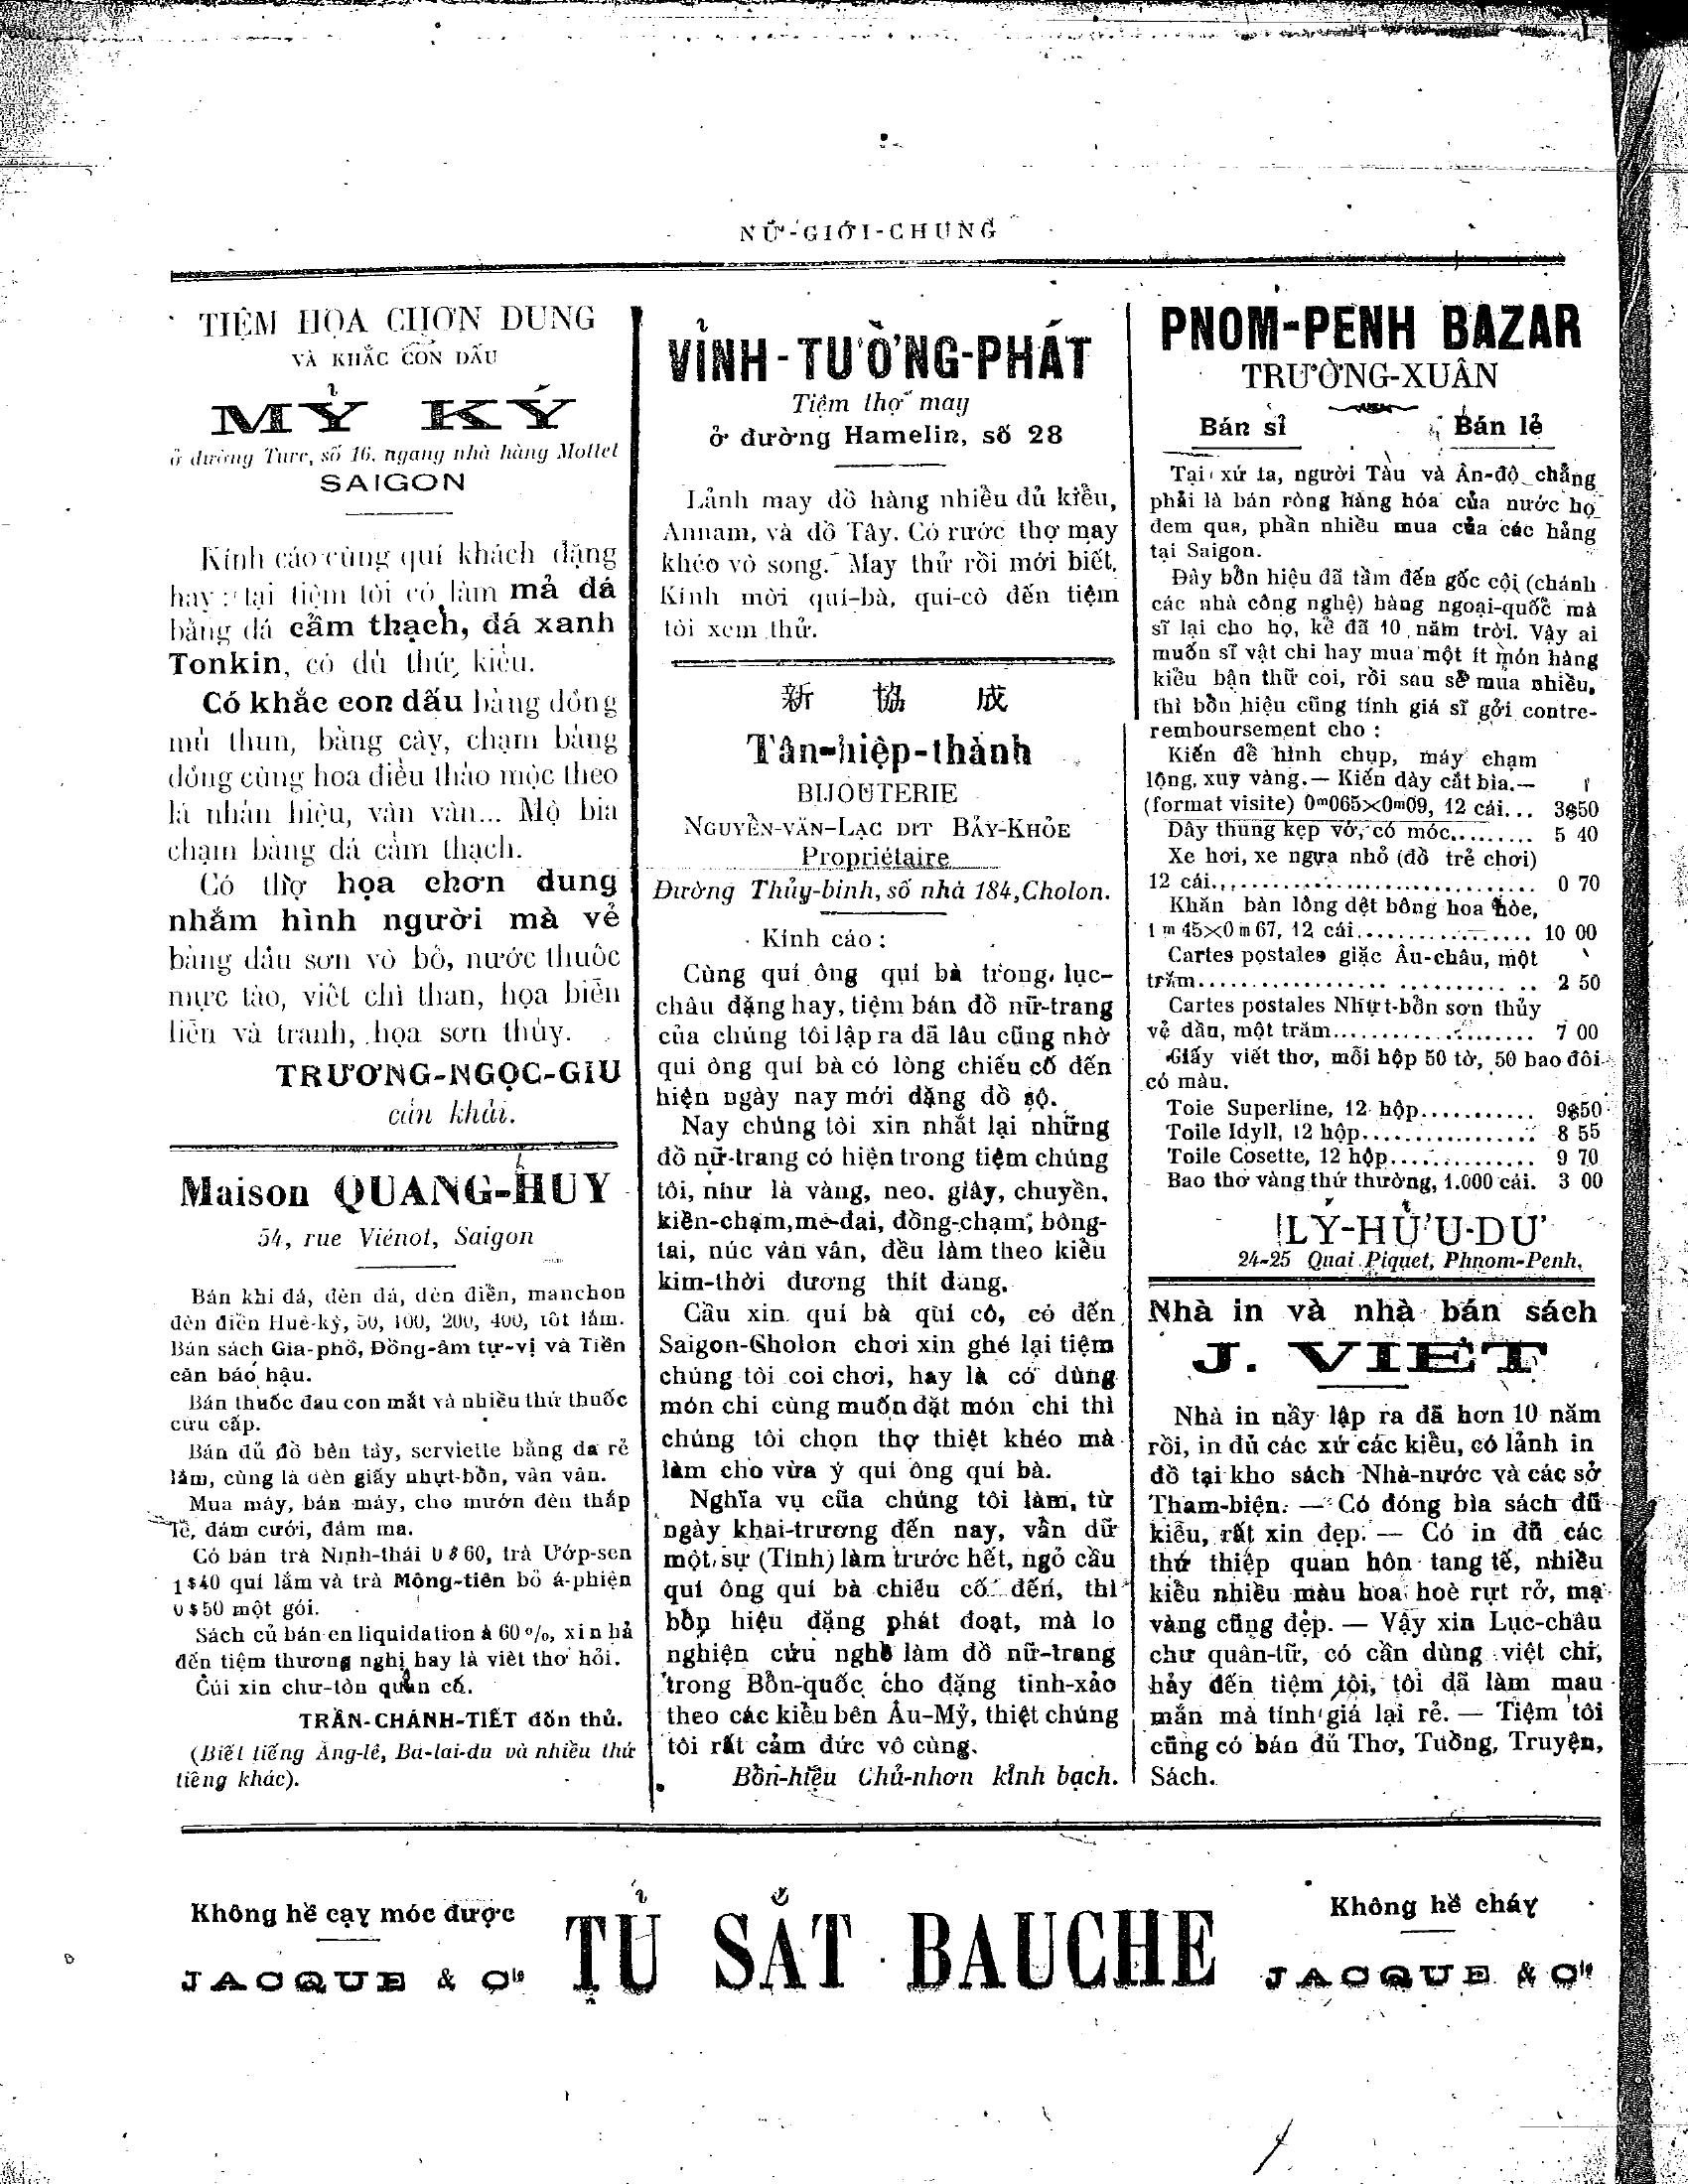 NỮ-GIỚI-CHUNG
TIỆM HỌA CHƠN DUNG
VÀ KHẮC CON DẤU
MỶ KÝ
ở đường Turc, số 16, ngang nhà hàng Mottet
SAIGON
Kính cáo cùng quí khách đặng
hay : tại tiệm tôi có làm mả đá
bằng đá cẩm thạch, đá xanh
Tonkin, có dủ thứ kiểu.
Có khắc con dấu bằng đồng
mủ thun, bằng cây, chạm bảng
đồng cùng hoa điểu thảo mộc theo
lá nhản hiệu, vân vân... Mộ bia
chạm bằng đá cẩm thạch.
Có thợ họa chơn dung
nhắm hình người mà vẻ
bằng dầu sơn vô bố, nước thuốc
mực tàu, viết chì than, họa biển
liễn và tranh, họa sơn thủy.
TRƯƠNG-NGỌC-GIU
cẩn khải.
Maison QUANG-HUY
54, rue Viénot, Saigon
Bán khí đá, đèn đá, đèn điển, manchon
đèn điển Huê-kỳ, 50, 100, 200, 400, tốt lắm.
Bán sách Gia-phổ, Đồng-âm tự-vị và Tiền
căn báo hậu.
Bán thuốc đau con mắt và nhiều thứ thuốc
cứu cấp.
Bán đủ đồ bên tây, serviette bằng da rẻ
lắm, cùng là đèn giấy nhựt-bổn, vân vân.
Mua máy, bán máy, cho mướn đèn thắp
lễ, đám cưới, đám ma.
Có bán trà Ninh-thái 0$60, trà Ướp-sen
1$40 quí lắm và trà Mộng-tiên bỏ á-phiện
0$50 một gói.
Sách củ bán en liquidation à 60%, xin hả
đến tiệm thương nghị hay là viết thơ hỏi.
Cúi xin chư-tôn quân cố.
TRẦN-CHÁNH-TIẾT đốn thủ.
(Biết tiếng Ăng-lê, Ba-lai-du và nhiều thứ
tiếng khác).
VỈNH-TƯỜNG-PHÁT
Tiệm thợ may
ở đường Hamelin, số 28
Lảnh may đồ hàng nhiều đủ kiểu,
Annam, và đồ Tây. Có rước thợ may
khéo vô song. May thử rồi mới biết,
Kính mời quí-bà, quí-cô đến tiệm
tôi xem thử.
新 協 成
Tân-hiệp-thành
BIJOUTERIE
NGUYỄN-VĂN-LẠC DIT BẢY-KHỎE
Propriétaire
Đường Thủy-binh, số nhà 184, Cholon.
Kính cáo :
Cùng quí ông quí bà trong lục-
châu đặng hay, tiệm bán đồ nữ-trang
của chúng tôi lập ra đã lâu cũng nhờ
quí ông quí bà có lòng chiếu cố đến
hiện ngày nay mới đặng đồ sộ.
Nay chúng tôi xin nhắt lại những
đồ nữ-trang có hiện trong tiệm chúng
tôi, như là vàng, neo, giây, chuyền,
kiền-chạm, mề-đai, đồng-chạm, bông-
tai, núc vân vân, đều làm theo kiểu
kim-thời đương thít dùng.
Cầu xin quí bà qùi cô, có đến
Saigon-Cholon chơi xin ghé lại tiệm
chúng tôi coi chơi, hay là có dùng
món chi cùng muốn đặt món chi thì
chúng tôi chọn thợ thiệt khéo mà
làm cho vừa ý quí ông quí bà.
Nghĩa vụ cũa chúng tôi làm, từ
ngày khai-trương đến nay, vẫn dữ
một sự (Tính) làm trước hết, ngỏ cầu
quí ông quí bà chiếu cố đến, thì
bổn hiệu đặng phát đoạt, mà lo
nghiện cứu nghề làm đồ nữ-trang
trong Bổn-quốc cho đặng tinh-xảo
theo các kiểu bên Âu-Mỷ, thiệt chúng
tôi rất cảm đức vô cùng.
Bổn-hiệu Chủ-nhơn kính bạch.
PNOM-PENH BAZAR
TRƯỜNG-XUÂN
Bán sỉ Bán lẻ
Tại xứ ta, người Tàu và Ấn-độ chẳng
phải là bán ròng hàng hóa của nước họ
đem qua, phần nhiều mua của các hảng
tại Saigon.
Đây bổn hiệu đã tầm đến gốc cội (chánh
các nhà công nghệ) hàng ngoại-quốc mà
sĩ lại cho họ, kể đã 10 năm trời. Vậy ai
muốn sĩ vật chi hay mua một ít món hàng
kiểu bận thữ coi, rồi sau sẽ mua nhiều,
thì bổn hiệu cũng tính giá sĩ gởi contre-
remboursement cho :
Kiến để hình chụp, máy chạm
lộng, xuy vàng.— Kiến dày cắt bìa.—
(format visite) 0m065×0m09, 12 cái... 3$50
Dây thung kẹp vở, có móc........ 5 40
Xe hơi, xe ngựa nhỏ (đồ trẻ chơi)
12 cái................................ 0 70
Khăn bàn lông dệt bông hoa hòe,
1m45×0m67, 12 cái................ 10 00
Cartes postales giặc Âu-châu, một
trăm................................ 2 50
Cartes postales Nhựt-bổn sơn thủy
vẻ dầu, một trăm................... 7 00
Giấy viết thơ, mỗi hộp 50 tờ, 50 bao đôi
có màu.
Toie Superline, 12 hộp........... 9$50
Toile Idyll, 12 hộp................ 8 55
Toile Cosette, 12 hộp............. 9 70
Bao thơ vàng thứ thường, 1.000 cái. 3 00
LÝ-HỮU-DƯ
24-25 Quai Piquet, Phnom-Penh.
Nhà in và nhà bán sách
J. VIẾT
Nhà in nầy lập ra đã hơn 10 năm
rồi, in đủ các xứ các kiểu, có lảnh in
đồ tại kho sách Nhà-nước và các sở
Tham-biện. — Có đóng bìa sách đũ
kiểu, rất xin đẹp. — Có in đũ các
thứ thiệp quan hôn tang tế, nhiều
kiểu nhiều màu hoa hoè rựt rở, mạ
vàng cũng đẹp. — Vậy xin Lục-châu
chư quân-tữ, có cần dùng việt chi,
hảy đến tiệm tôi, tôi đã làm mau
mắn mà tính giá lại rẻ. — Tiệm tôi
cũng có bán đủ Thơ, Tuồng, Truyện,
Sách.
Không hề cạy móc được
JACQUE & Cie
TỦ SẮT BAUCHE
Không hề cháy
JACQUE & Cie